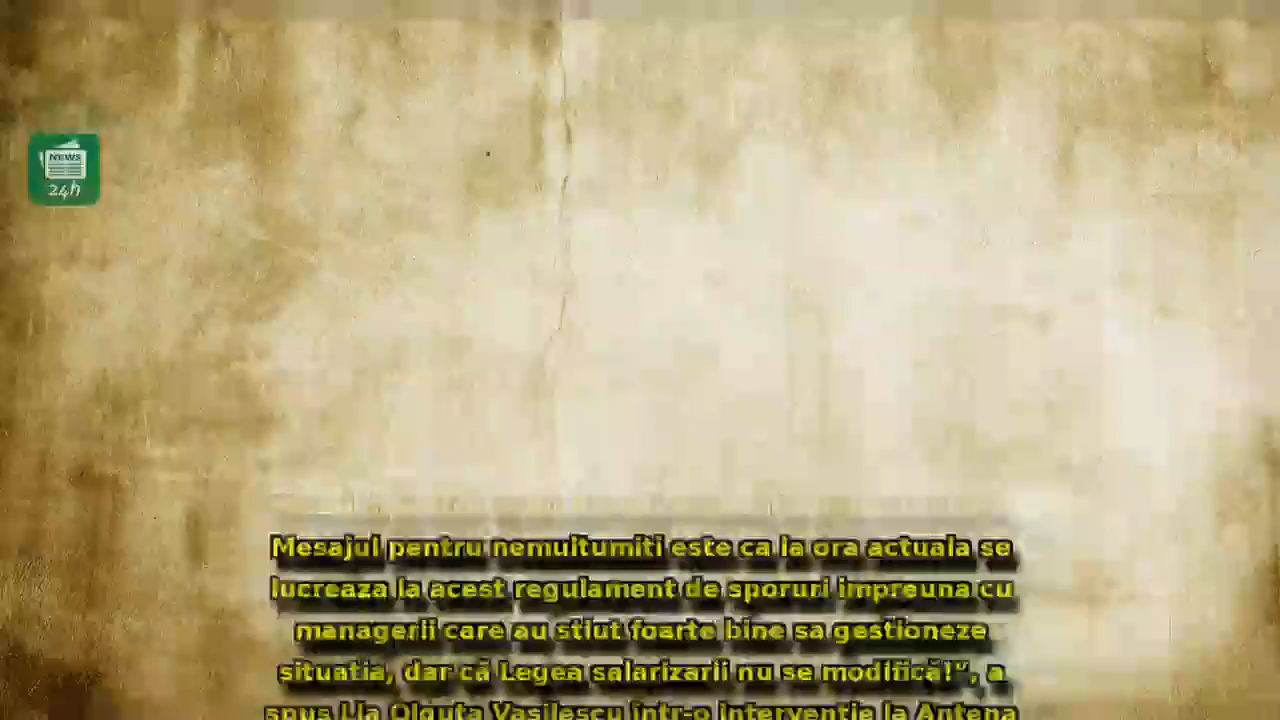 NEWS
24h
Mesajul pentru nemultumiti este ca la ora actuala se
lucreaza la acest regulament de sporuri impreuna cu
managerii care au stiut foarte bine sa gestioneze
situatia, dar că Legea salarizarii nu se modifică!”, a
spus Lia Olguta Vasilescu intr-o interventie la Antena